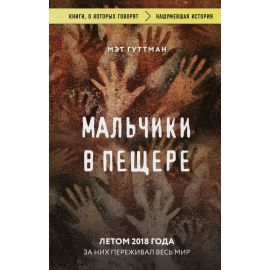 КНИГИ, О КОТОРЫХ ГОВОРЯТ НАШУМЕВШАЯ ИСТОРИЯ
МЭТ ГУТТМАН
МАЛЬЧИКИ
В ПЕЩЕРЕ
ЛЕТОМ 2018 ГОДА
ЗА НИХ ПЕРЕЖИВАЛ ВЕСЬ МИР